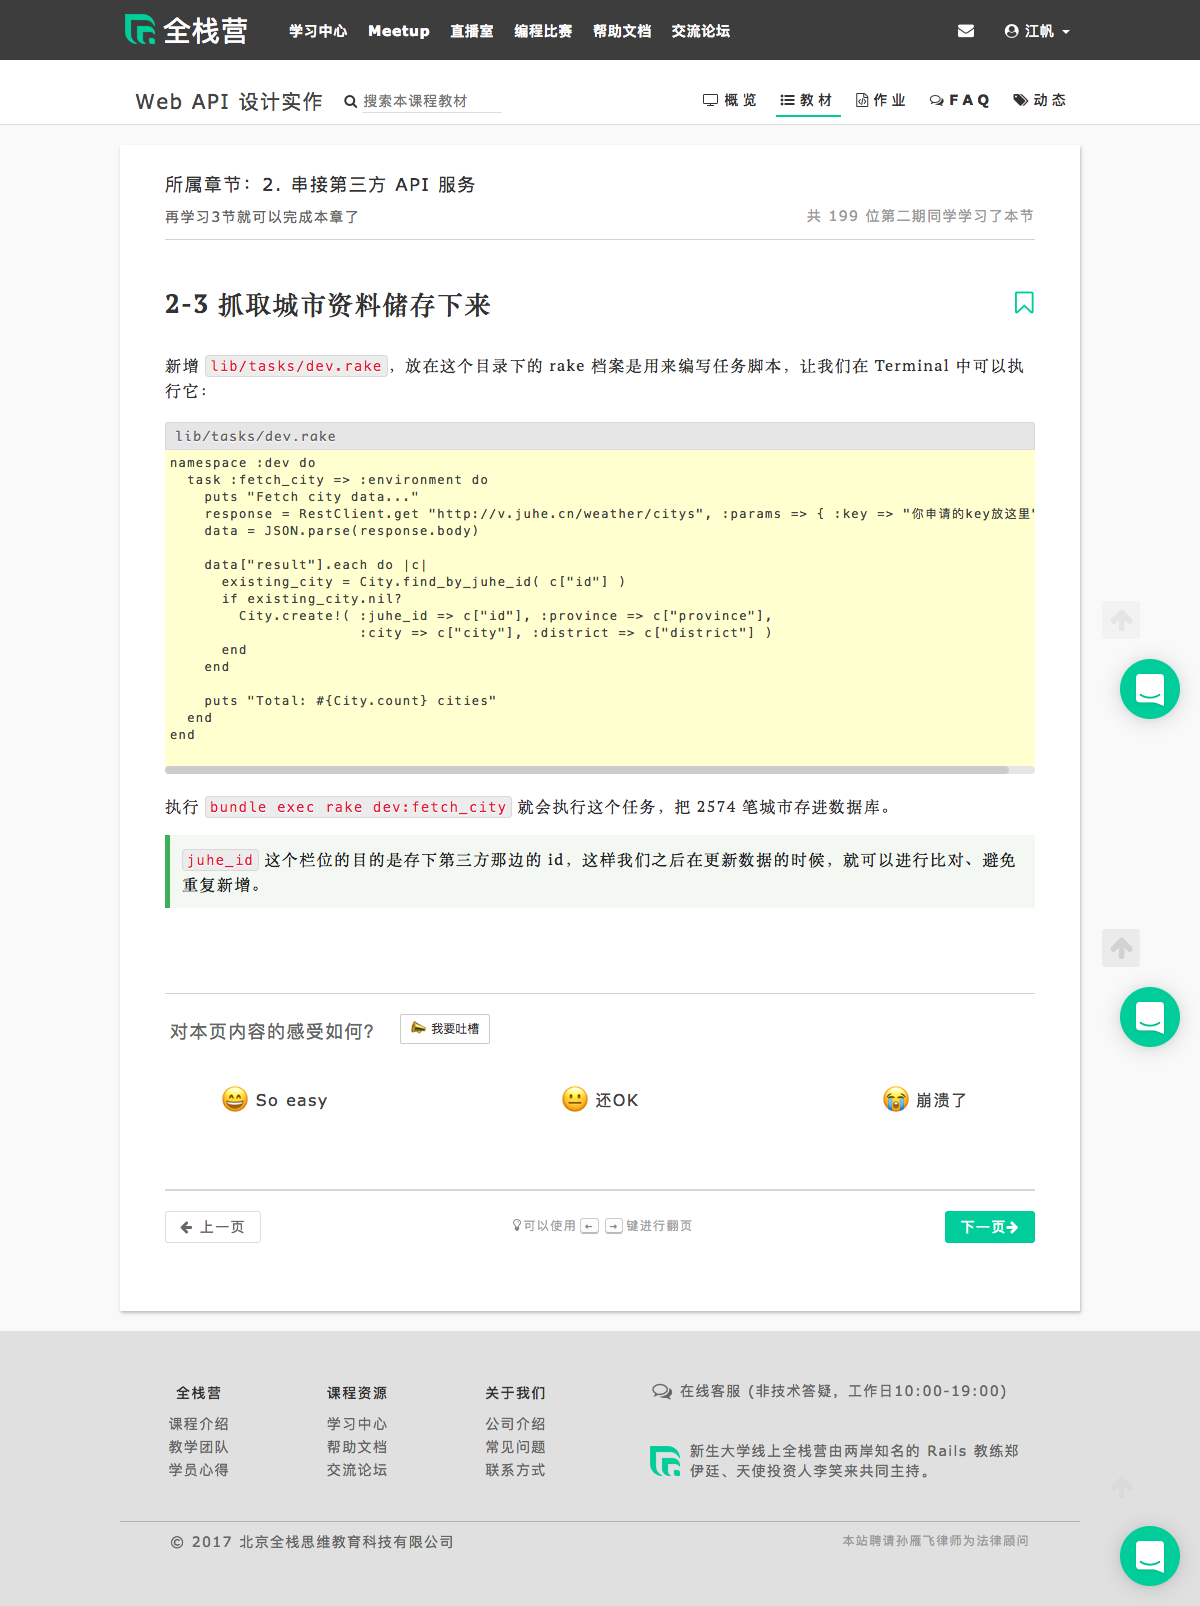 全栈营 学习中心 Meetup 直播室 编程比赛 帮助文档 交流论坛 江帆
Web API 设计实作 搜索本课程教材 概览 教材 作业 FAQ 动态
所属章节：2. 串接第三方 API 服务
再学习3节就可以完成本章了 共 199 位第二期同学学习了本节
2-3 抓取城市资料储存下来
新增 lib/tasks/dev.rake，放在这个目录下的 rake 档案是用来编写任务脚本，让我们在 Terminal 中可以执
行它：
lib/tasks/dev.rake
namespace :dev do
  task :fetch_city => :environment do
    puts "Fetch city data..."
    response = RestClient.get "http://v.juhe.cn/weather/citys", :params => { :key => "你申请的key放这里"
    data = JSON.parse(response.body)

    data["result"].each do |c|
      existing_city = City.find_by_juhe_id( c["id"] )
      if existing_city.nil?
        City.create!( :juhe_id => c["id"], :province => c["province"],
                      :city => c["city"], :district => c["district"] )
      end
    end

    puts "Total: #{City.count} cities"
  end
end
执行 bundle exec rake dev:fetch_city 就会执行这个任务，把 2574 笔城市存进数据库。
juhe_id 这个栏位的目的是存下第三方那边的 id，这样我们之后在更新数据的时候，就可以进行比对、避免
重复新增。
对本页内容的感受如何？ 我要吐槽
So easy 还OK 崩溃了
上一页 可以使用 ← → 键进行翻页 下一页
全栈营 课程资源 关于我们 在线客服 (非技术答疑，工作日10:00-19:00)
课程介绍 学习中心 公司介绍
教学团队 帮助文档 常见问题 新生大学线上全栈营由两岸知名的 Rails 教练郑
学员心得 交流论坛 联系方式 伊廷、天使投资人李笑来共同主持。
© 2017 北京全栈思维教育科技有限公司 本站聘请孙雁飞律师为法律顾问